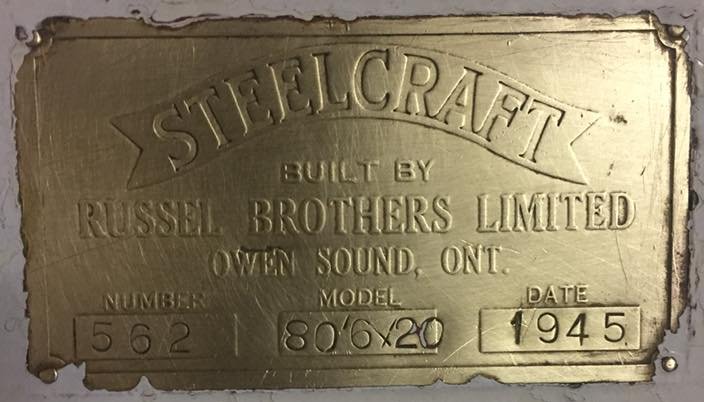 STEELCRAFT
BUILT BY
RUSSEL BROTHERS LIMITED
OWEN SOUND, ONT.
NUMBER MODEL DATE
562 80'6x20 1945